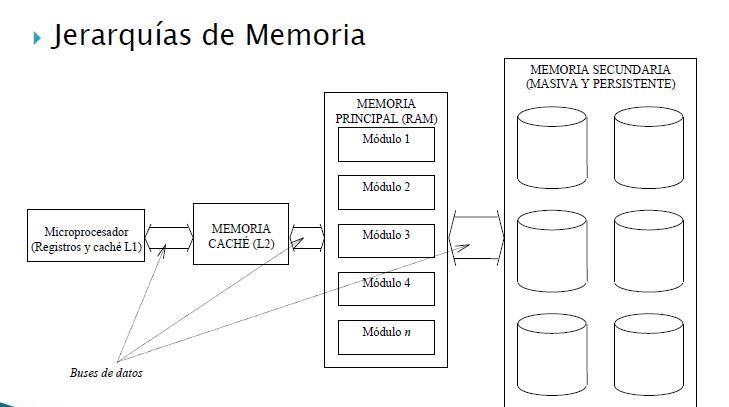 Jerarquías de Memoria
MEMORIA SECUNDARIA
(MASIVA Y PERSISTENTE)
MEMORIA
PRINCIPAL (RAM)
Módulo 1
Módulo 2
Módulo 3
Módulo 4
Módulo n
Microprocesador
(Registros y caché L1)
MEMORIA
CACHÉ (L2)
Buses de datos